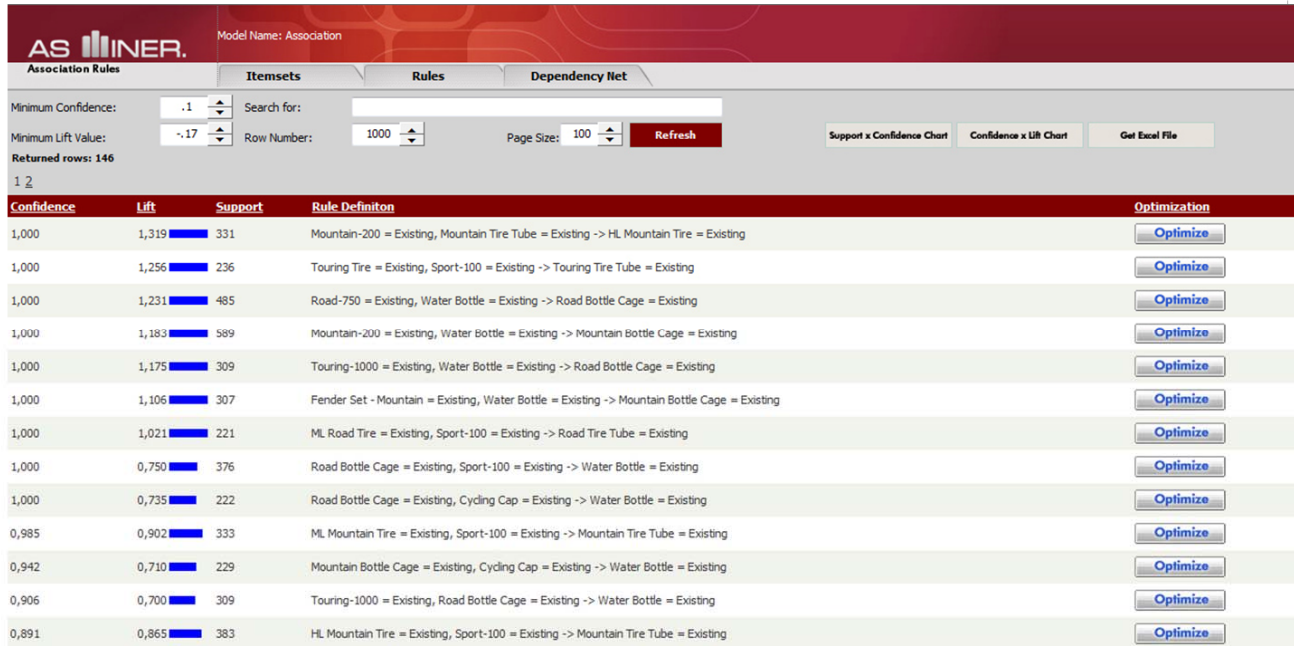 AS MINER.
Model Name: Association
Association Rules
Itemsets Rules Dependency Net
Minimum Confidence: .1 Search for:
Minimum Lift Value: -.17 Row Number: 1000 Page Size: 100 Refresh Support x Confidence Chart Confidence x Lift Chart Get Excel File
Returned rows: 146
1 2
Confidence Lift Support Rule Definiton Optimization
1,000 1,319 331 Mountain-200 = Existing, Mountain Tire Tube = Existing -> HL Mountain Tire = Existing Optimize
1,000 1,256 236 Touring Tire = Existing, Sport-100 = Existing -> Touring Tire Tube = Existing Optimize
1,000 1,231 485 Road-750 = Existing, Water Bottle = Existing -> Road Bottle Cage = Existing Optimize
1,000 1,183 589 Mountain-200 = Existing, Water Bottle = Existing -> Mountain Bottle Cage = Existing Optimize
1,000 1,175 309 Touring-1000 = Existing, Water Bottle = Existing -> Road Bottle Cage = Existing Optimize
1,000 1,106 307 Fender Set - Mountain = Existing, Water Bottle = Existing -> Mountain Bottle Cage = Existing Optimize
1,000 1,021 221 ML Road Tire = Existing, Sport-100 = Existing -> Road Tire Tube = Existing Optimize
1,000 0,750 376 Road Bottle Cage = Existing, Sport-100 = Existing -> Water Bottle = Existing Optimize
1,000 0,735 222 Road Bottle Cage = Existing, Cycling Cap = Existing -> Water Bottle = Existing Optimize
0,985 0,902 333 ML Mountain Tire = Existing, Sport-100 = Existing -> Mountain Tire Tube = Existing Optimize
0,942 0,710 229 Mountain Bottle Cage = Existing, Cycling Cap = Existing -> Water Bottle = Existing Optimize
0,906 0,700 309 Touring-1000 = Existing, Road Bottle Cage = Existing -> Water Bottle = Existing Optimize
0,891 0,865 383 HL Mountain Tire = Existing, Sport-100 = Existing -> Mountain Tire Tube = Existing Optimize